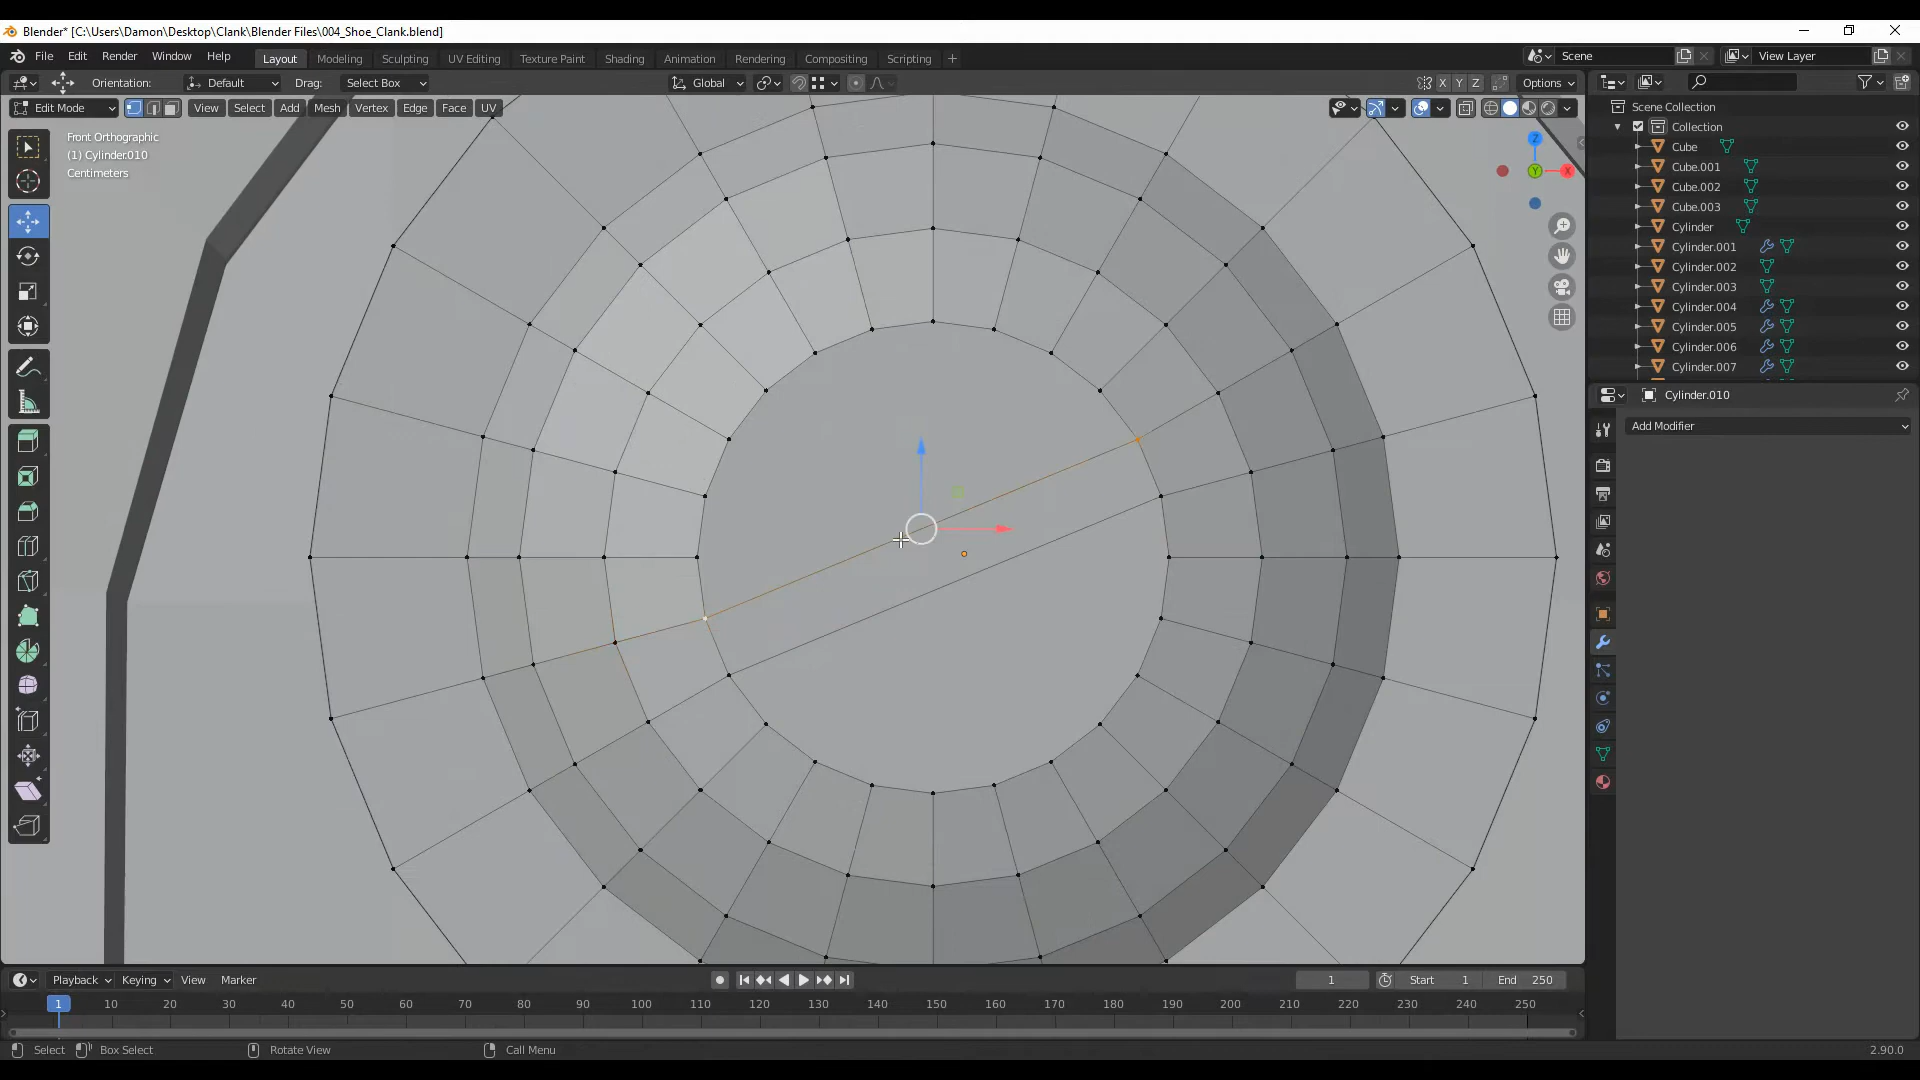 Blender* [C:\Users\Damon\Desktop\Clank\Blender Files\004_Shoe_Clank.blend]
File Edit Render Window Help Layout Modeling Sculpting UV Editing Texture Paint Shading Animation Rendering Compositing Scripting + Scene View Layer
Orientation: Default Drag: Select Box Global X Y Z Options
Edit Mode View Select Add Mesh Vertex Edge Face UV
Front Orthographic
(1) Cylinder.010
Centimeters
Z
Y
X
Scene Collection
Collection
Cube
Cube.001
Cube.002
Cube.003
Cylinder
Cylinder.001
Cylinder.002
Cylinder.003
Cylinder.004
Cylinder.005
Cylinder.006
Cylinder.007
Cylinder.010
Add Modifier
Playback Keying View Marker 1 Start 1 End 250
1 10 20 30 40 50 60 70 80 90 100 110 120 130 140 150 160 170 180 190 200 210 220 230 240 250
Select Box Select Rotate View Call Menu 2.90.0